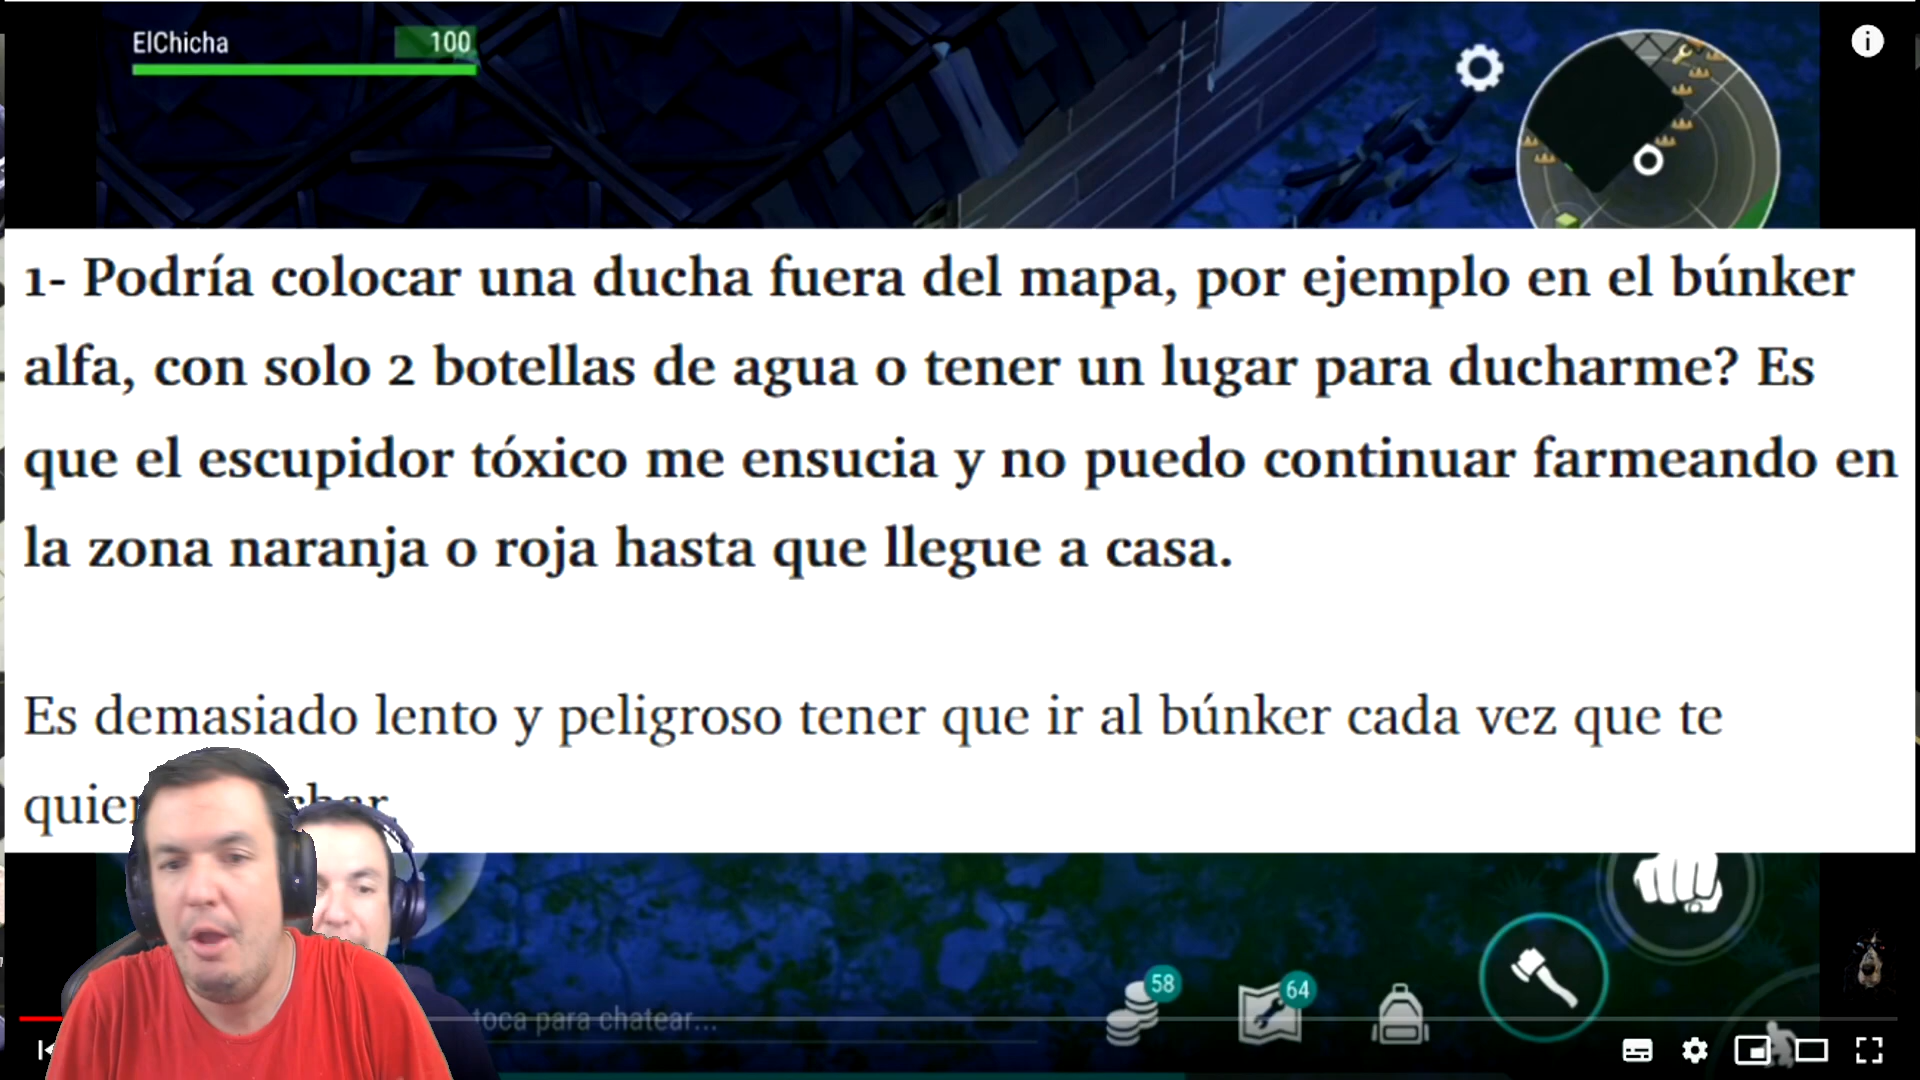 ElChicha 100
1- Podría colocar una ducha fuera del mapa, por ejemplo en el búnker
alfa, con solo 2 botellas de agua o tener un lugar para ducharme? Es
que el escupidor tóxico me ensucia y no puedo continuar farmeando en
la zona naranja o roja hasta que llegue a casa.
Es demasiado lento y peligroso tener que ir al búnker cada vez que te
58
64
toca para chatear...